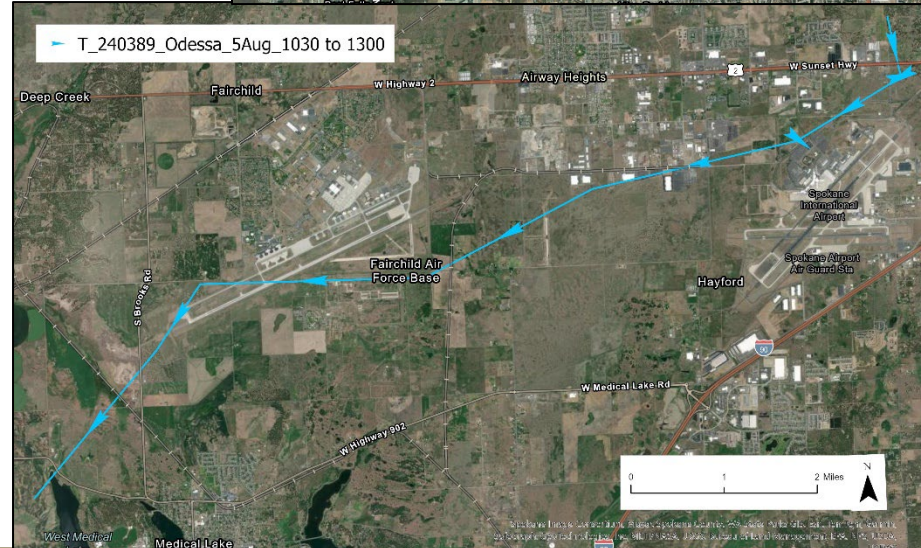 T_240389_Odessa_5Aug_1030 to 1300
W Sunset Hwy
2
Airway Heights
W Highway 2
Fairchild
Deep Creek
Spokane
International
Airport
Spokane Airport
Air Guard Sta
Fairchild Air
Force Base
Hayford
S Brooks Rd
90
W Medical Lake Rd
W Highway 902
N
0 1 2 Miles
West Medical
Medical Lake